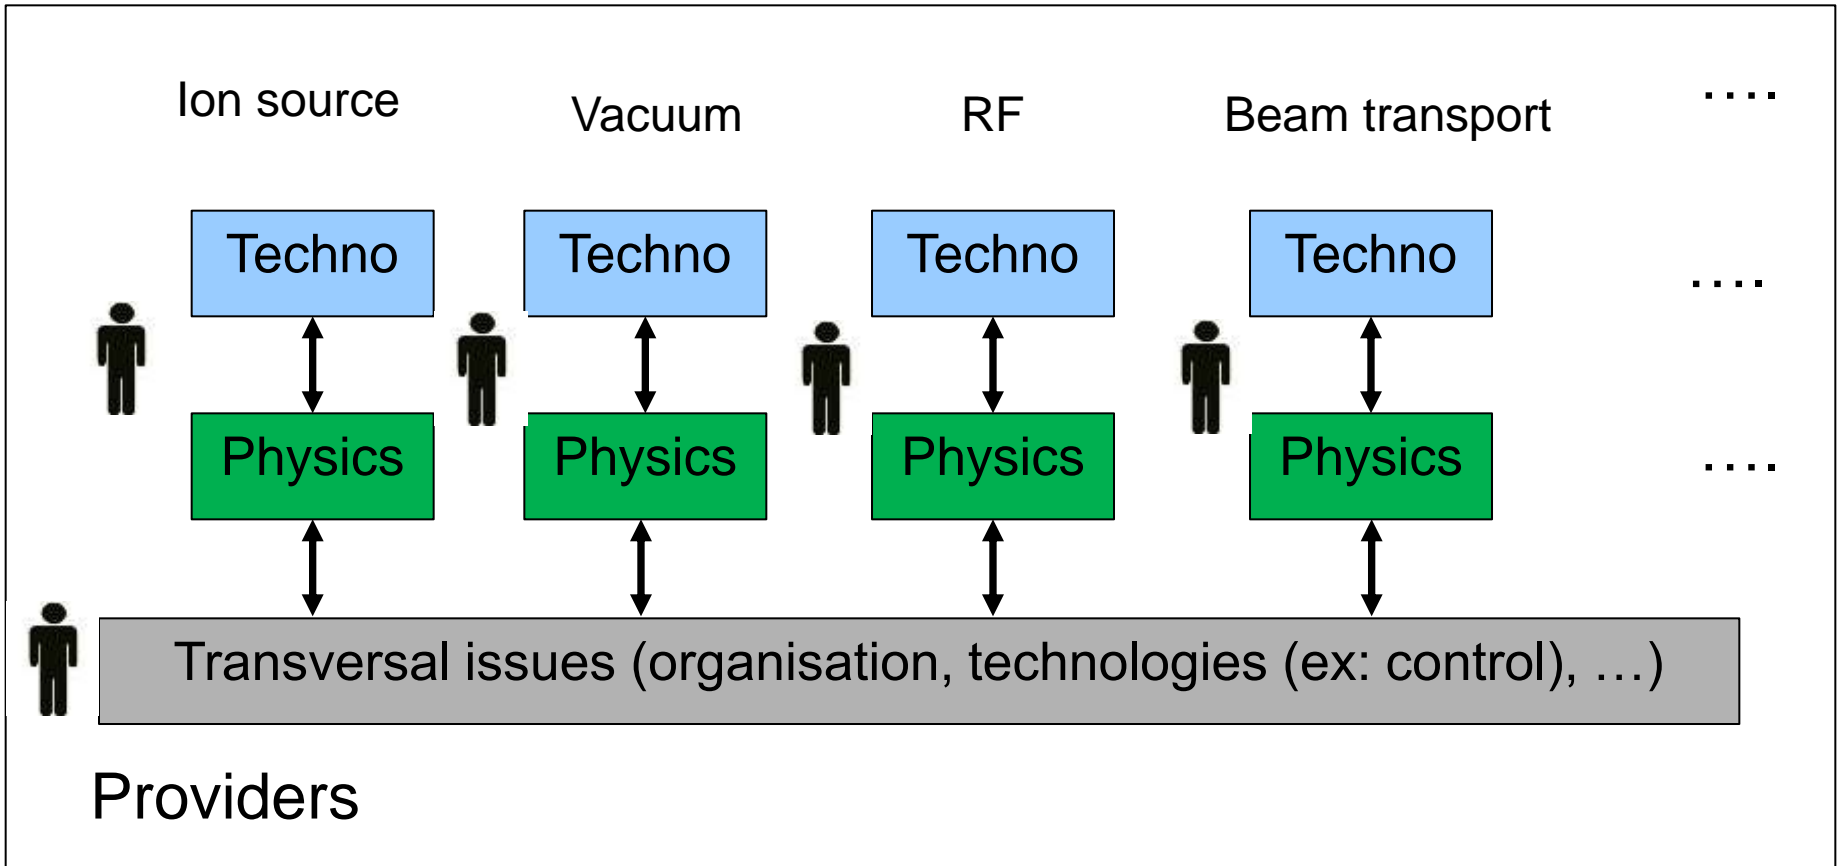 Ion source
Vacuum
RF
Beam transport
....
Techno
Techno
Techno
Techno
....
Physics
Physics
Physics
Physics
....
Transversal issues (organisation, technologies (ex: control), …)
Providers